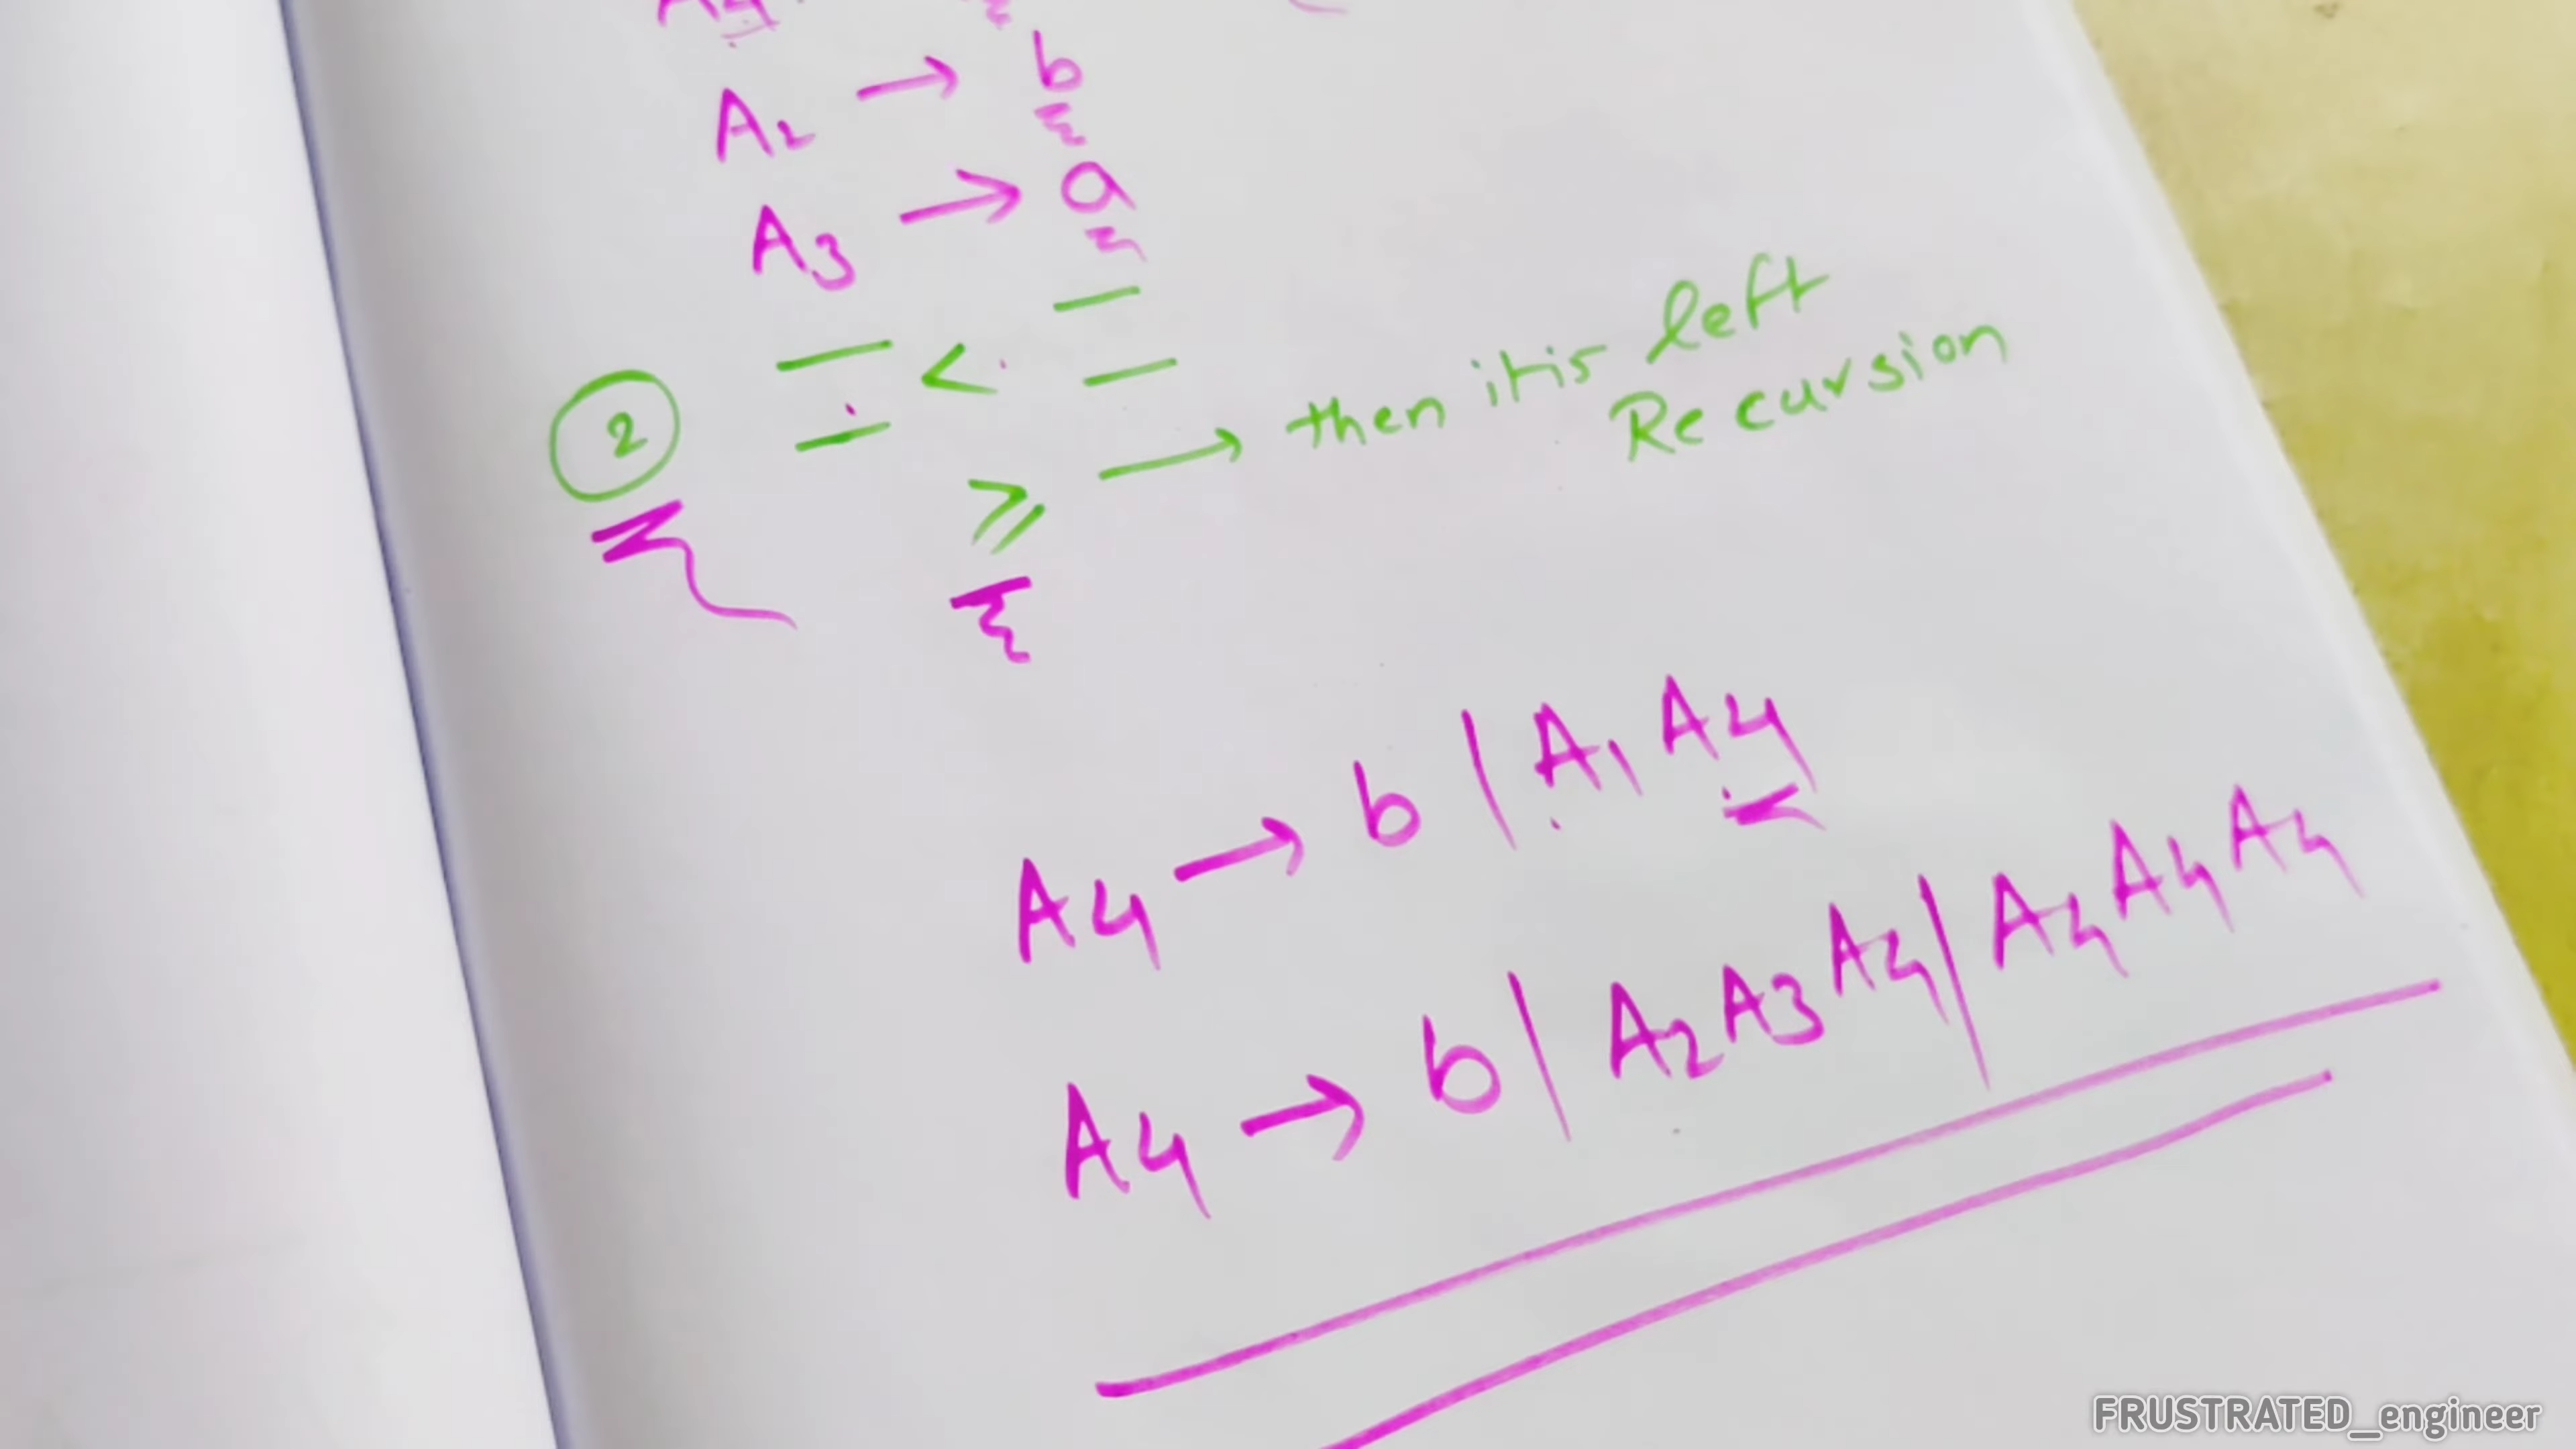 A4
A2 → b
A3 → a
2 <
≥ → then it is left
Recursion
A4 → b | A1 A4
A4 → b | A2 A3 A4 | A4 A4 A4
FRUSTRATED_engineer